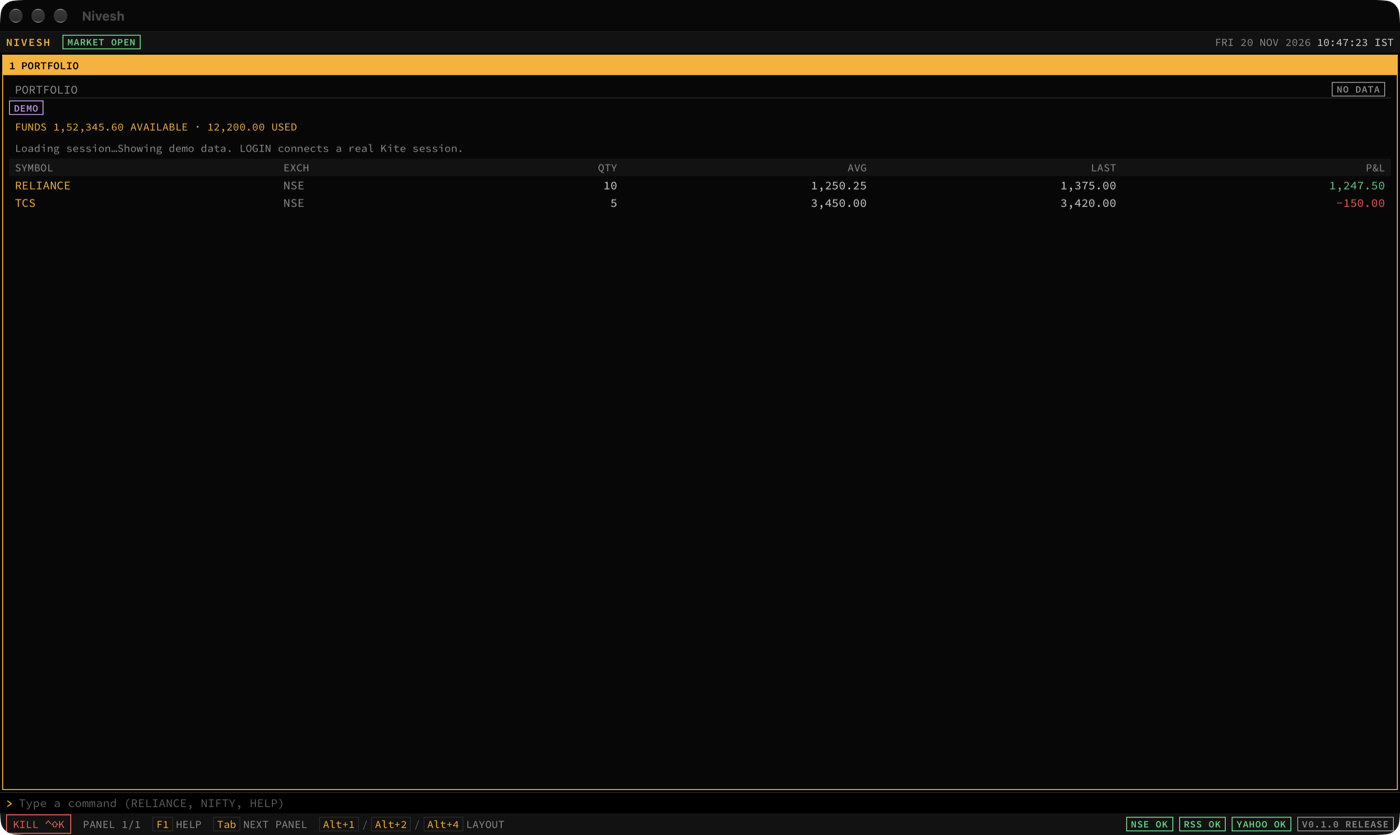 Nivesh
NIVESH MARKET OPEN FRI 20 NOV 2026 10:47:23 IST
1 PORTFOLIO
PORTFOLIO NO DATA
DEMO
FUNDS 1,52,345.60 AVAILABLE · 12,200.00 USED
Loading session…Showing demo data. LOGIN connects a real Kite session.
SYMBOL EXCH QTY AVG LAST P&L
RELIANCE NSE 10 1,250.25 1,375.00 1,247.50
TCS NSE 5 3,450.00 3,420.00 -150.00
> Type a command (RELIANCE, NIFTY, HELP)
KILL ^⇧K PANEL 1/1 F1 HELP Tab NEXT PANEL Alt+1 / Alt+2 / Alt+4 LAYOUT NSE OK RSS OK YAHOO OK V0.1.0 RELEASE